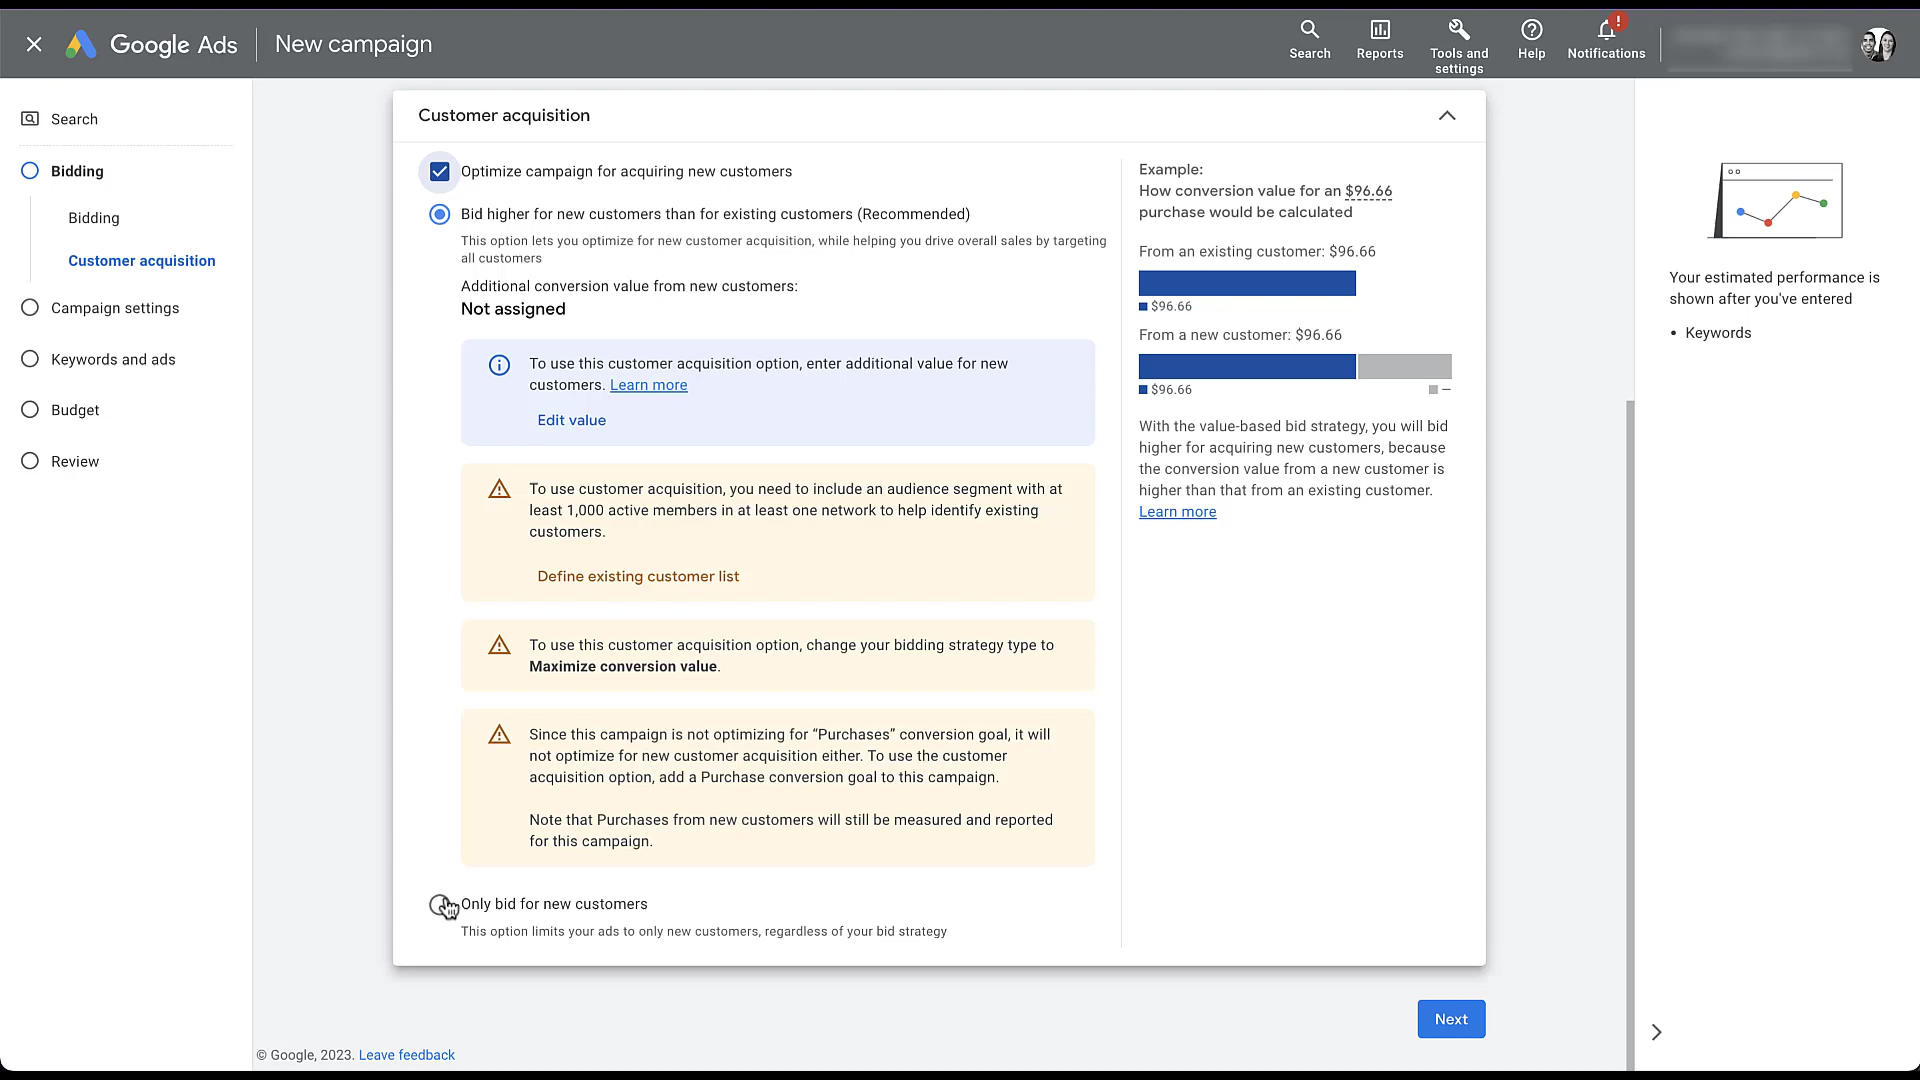 Google Ads
New campaign
Search
Reports
Tools and
settings
Help
!
Notifications
Search
Bidding
Bidding
Customer acquisition
Campaign settings
Keywords and ads
Budget
Review
Customer acquisition
Optimize campaign for acquiring new customers
Bid higher for new customers than for existing customers (Recommended)
This option lets you optimize for new customer acquisition, while helping you drive overall sales by targeting
all customers
Additional conversion value from new customers:
Not assigned
To use this customer acquisition option, enter additional value for new
customers. Learn more
Edit value
To use customer acquisition, you need to include an audience segment with at
least 1,000 active members in at least one network to help identify existing
customers.
Define existing customer list
To use this customer acquisition option, change your bidding strategy type to
Maximize conversion value.
Since this campaign is not optimizing for “Purchases” conversion goal, it will
not optimize for new customer acquisition either. To use the customer
acquisition option, add a Purchase conversion goal to this campaign.
Note that Purchases from new customers will still be measured and reported
for this campaign.
Only bid for new customers
This option limits your ads to only new customers, regardless of your bid strategy
Example:
How conversion value for an $96.66
purchase would be calculated
From an existing customer: $96.66
$96.66
From a new customer: $96.66
$96.66 —
With the value-based bid strategy, you will bid
higher for acquiring new customers, because
the conversion value from a new customer is
higher than that from an existing customer.
Learn more
Your estimated performance is
shown after you've entered
• Keywords
Next
© Google, 2023. Leave feedback